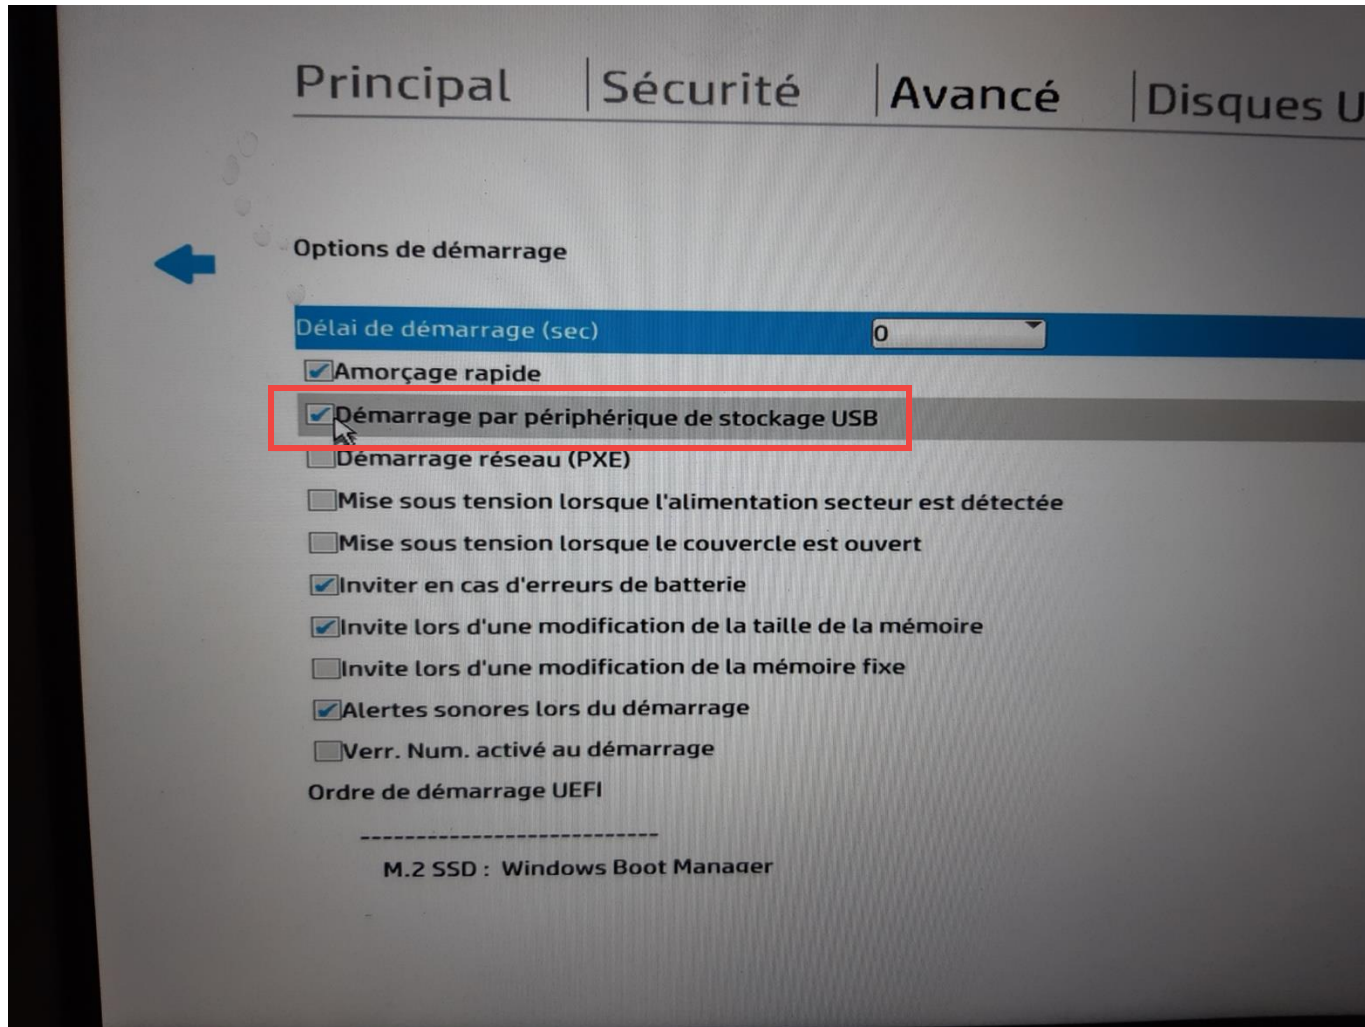 Principal Sécurité Avancé Disques U
Options de démarrage
Délai de démarrage (sec) 0
Amorçage rapide
Démarrage par périphérique de stockage USB
Démarrage réseau (PXE)
Mise sous tension lorsque l'alimentation secteur est détectée
Mise sous tension lorsque le couvercle est ouvert
Inviter en cas d'erreurs de batterie
Invite lors d'une modification de la taille de la mémoire
Invite lors d'une modification de la mémoire fixe
Alertes sonores lors du démarrage
Verr. Num. activé au démarrage
Ordre de démarrage UEFI
---------------------------
M.2 SSD : Windows Boot Manager